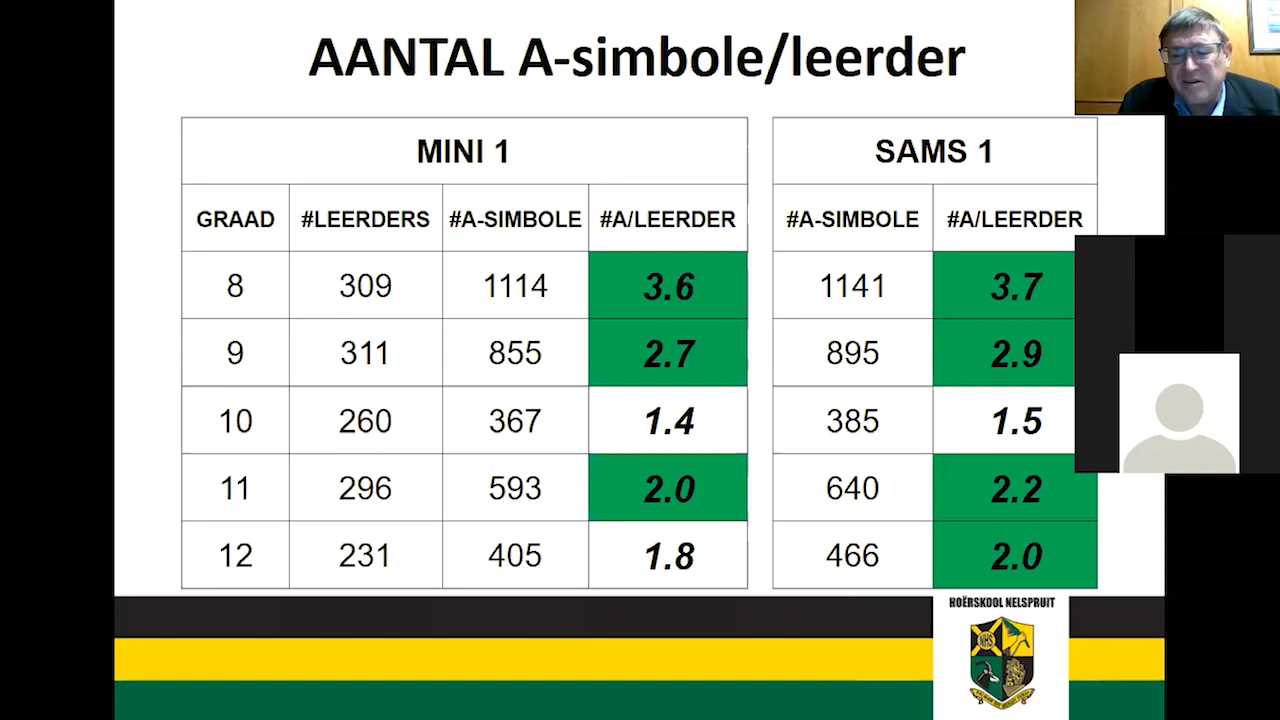 AANTAL A-simbole/leerder
MINI 1 SAMS 1
GRAAD #LEERDERS #A-SIMBOLE #A/LEERDER #A-SIMBOLE #A/LEERDER
8 309 1114 3.6 1141 3.7
9 311 855 2.7 895 2.9
10 260 367 1.4 385 1.5
11 296 593 2.0 640 2.2
12 231 405 1.8 466 2.0
HOËRSKOOL NELSPRUIT
NHS